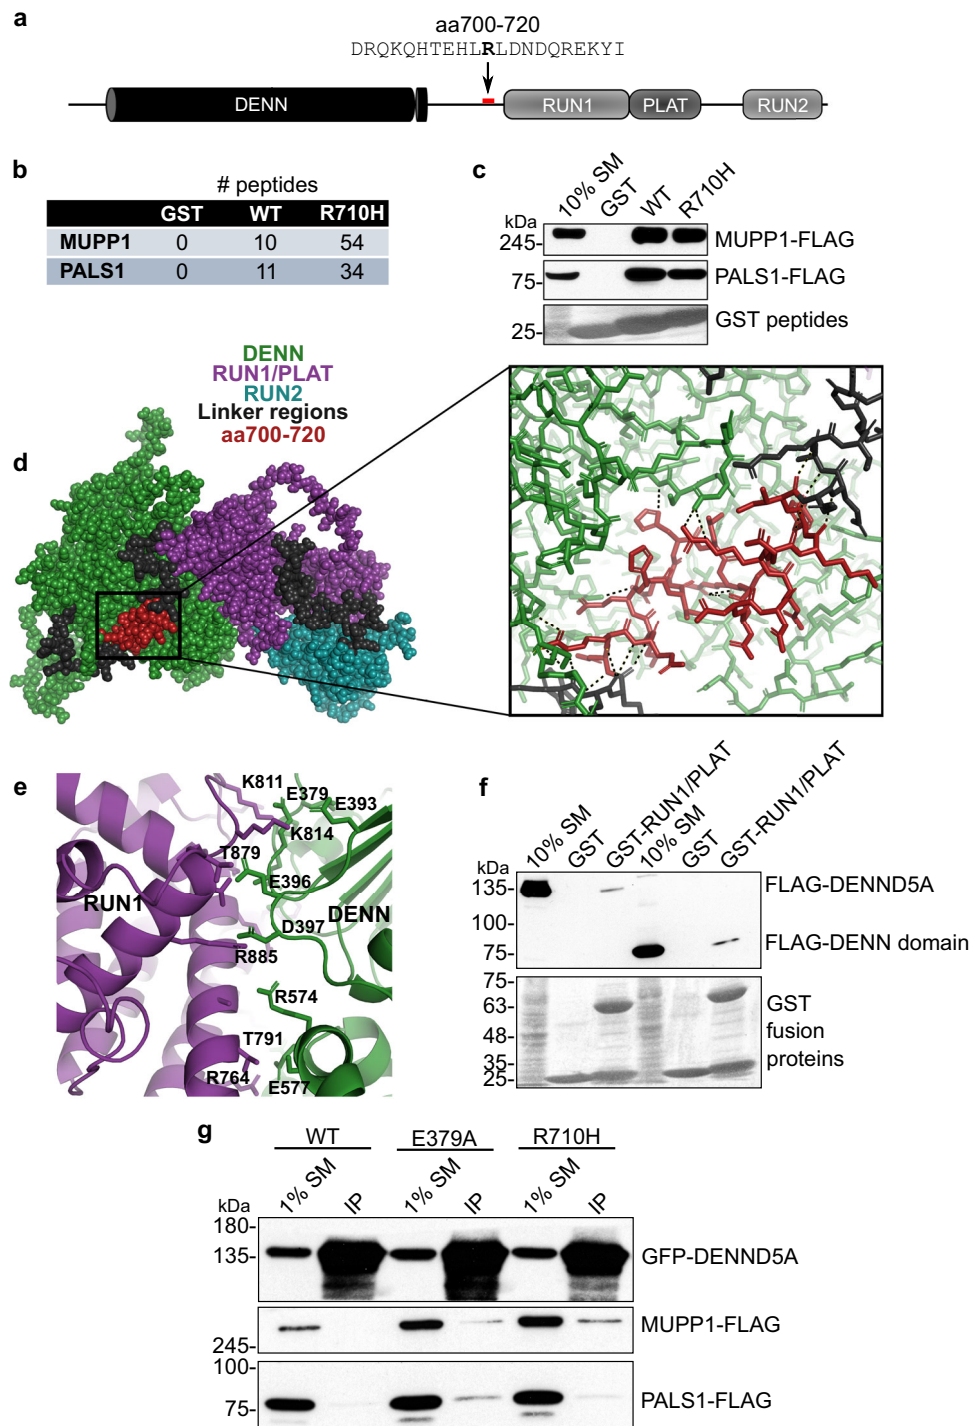 a
aa700-720
DRQKQHTEHLRLDNDQREKYI
DENN
RUN1
PLAT
RUN2
b
# peptides
GST WT R710H
MUPP1 0 10 54
PALS1 0 11 34
c
10% SM
GST
WT
R710H
kDa
245-
MUPP1-FLAG
75-
PALS1-FLAG
25-
GST peptides
d
DENN
RUN1/PLAT
RUN2
Linker regions
aa700-720
e
K811
E379
E393
K814
T879
E396
RUN1
DENN
D397
R885
R574
T791
R764
E577
f
10% SM
GST
GST-RUN1/PLAT
10% SM
GST
GST-RUN1/PLAT
kDa
135-
FLAG-DENND5A
100-
FLAG-DENN domain
75-
75-
63-
48-
35-
25-
GST
fusion
proteins
g
WT
E379A
R710H
1% SM
IP
1% SM
IP
1% SM
IP
kDa
180-
135-
GFP-DENND5A
MUPP1-FLAG
245-
100-
75-
PALS1-FLAG